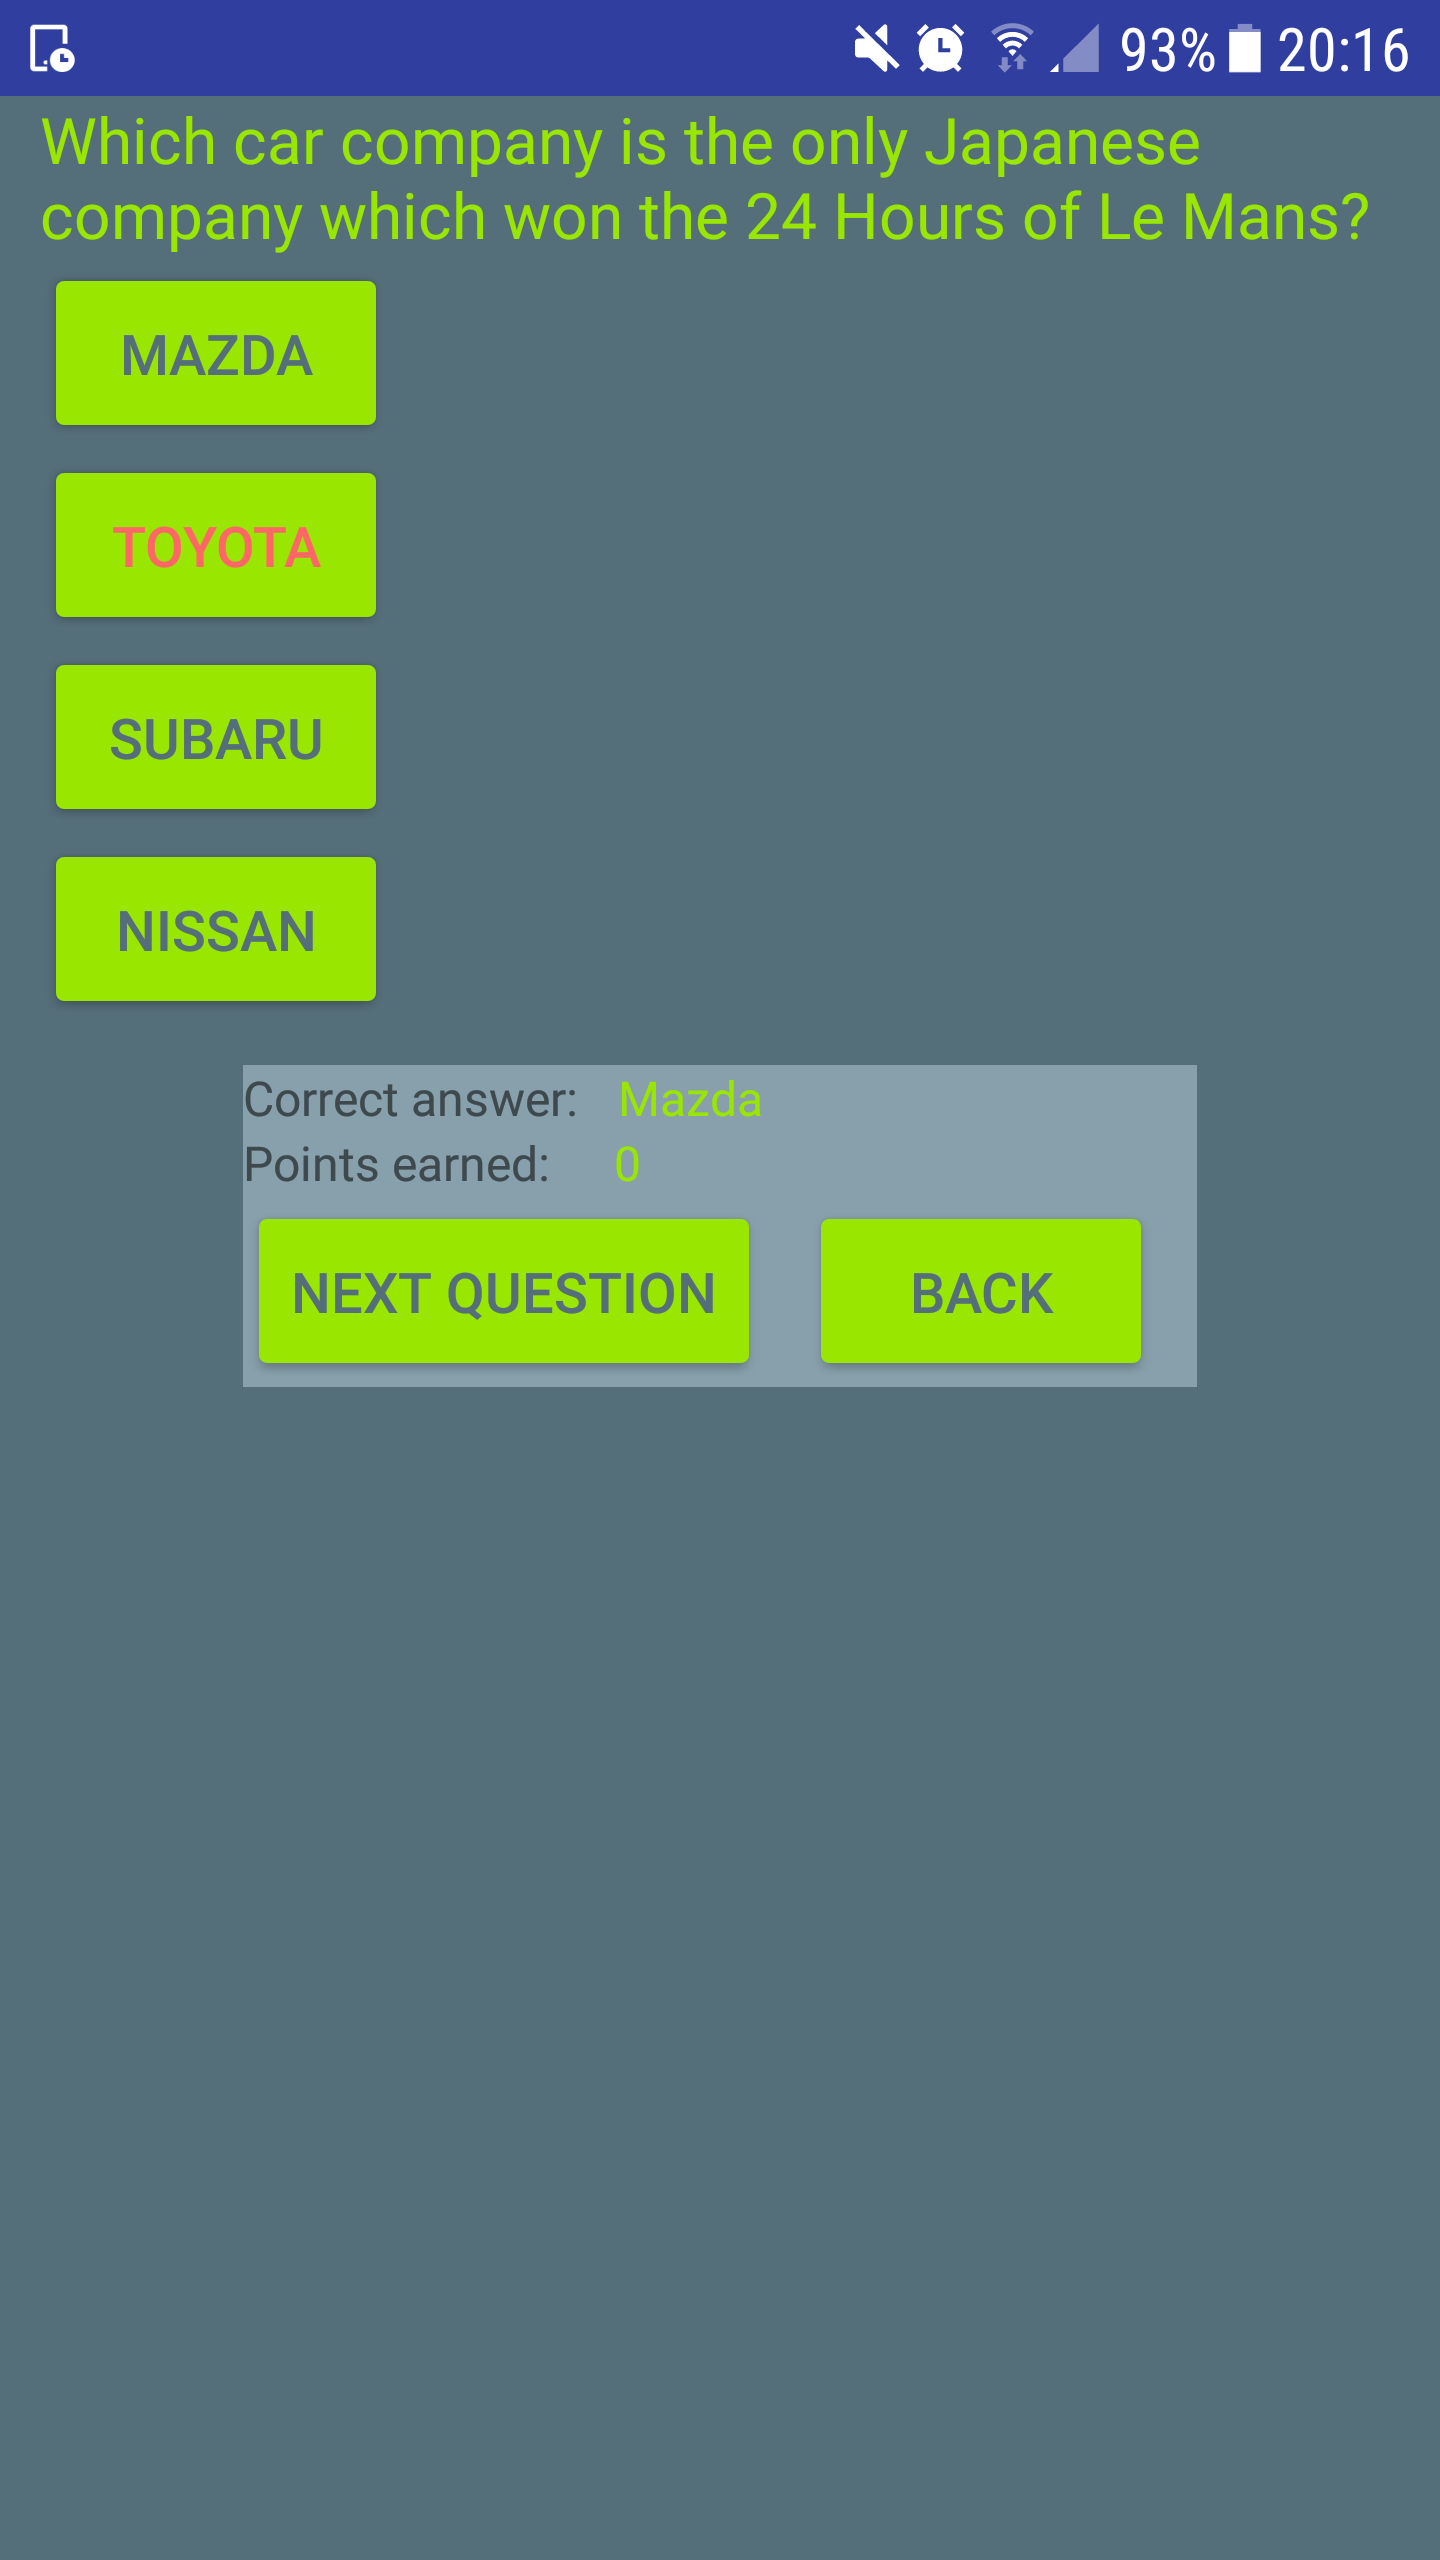 93% 20:16
Which car company is the only Japanese
company which won the 24 Hours of Le Mans?
MAZDA
TOYOTA
SUBARU
NISSAN
Correct answer: Mazda
Points earned: 0
NEXT QUESTION BACK